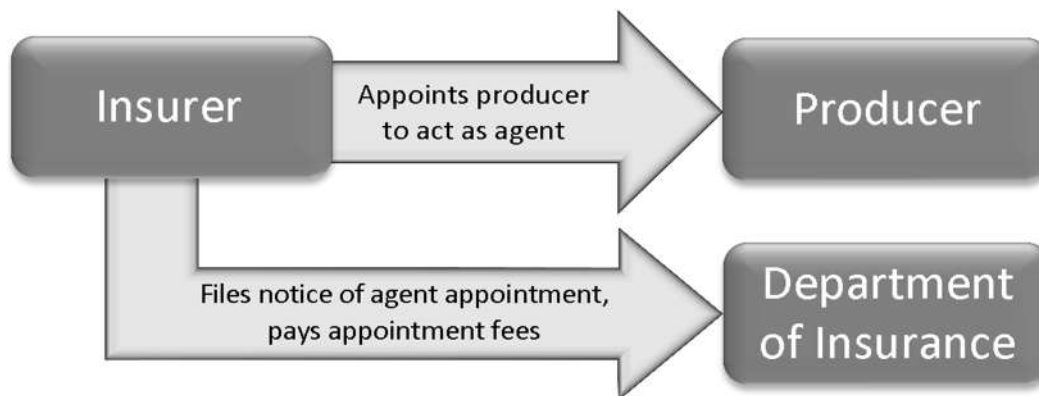 Insurer
Appoints producer
to act as agent
Producer
Files notice of agent appointment,
pays appointment fees
Department
of Insurance